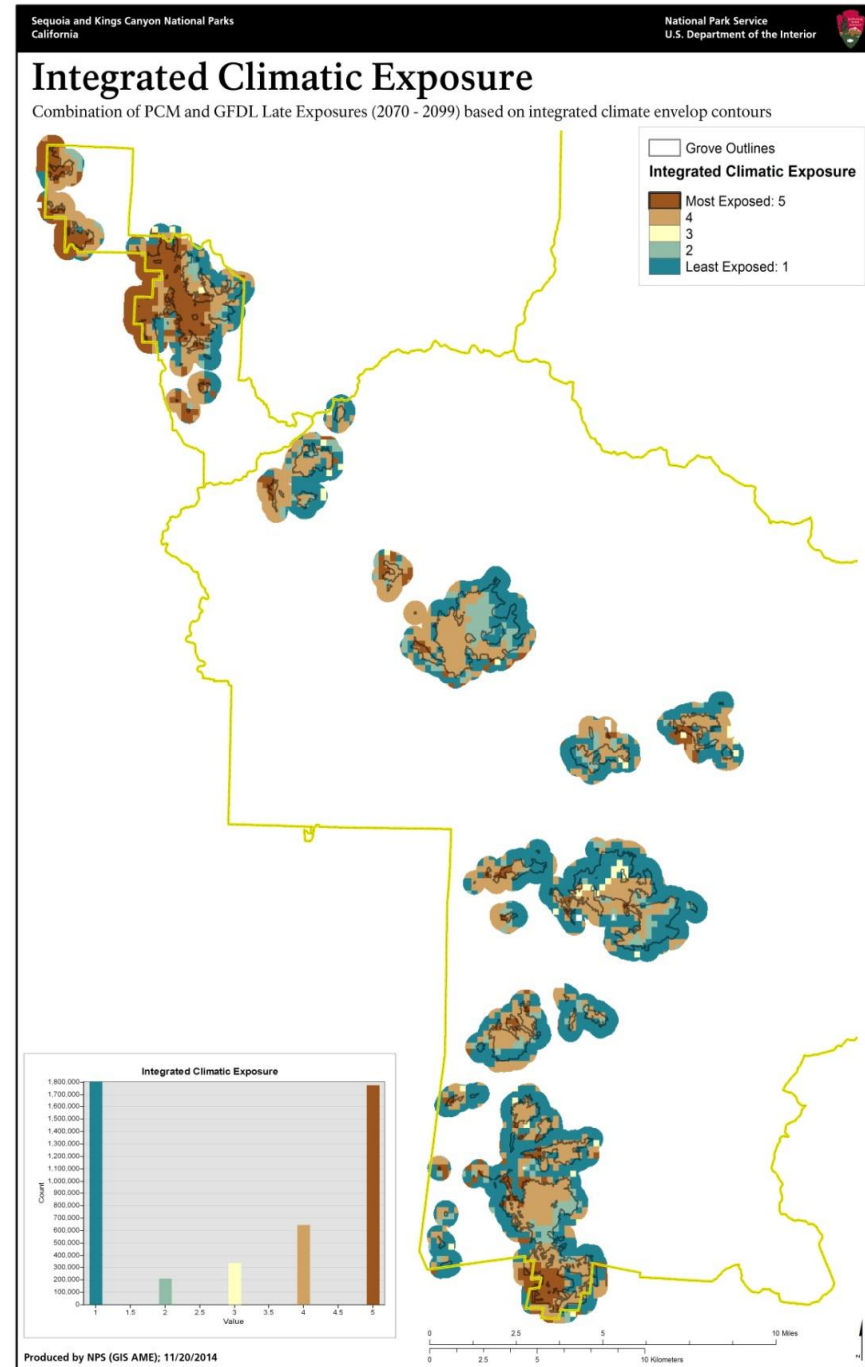 Sequoia and Kings Canyon National Parks
California
National Park Service
U.S. Department of the Interior
Integrated Climatic Exposure
Combination of PCM and GFDL Late Exposures (2070 - 2099) based on integrated climate envelop contours
Grove Outlines
Integrated Climatic Exposure
Most Exposed: 5
4
3
2
Least Exposed: 1
Integrated Climatic Exposure
1,800,000
1,700,000
1,600,000
1,500,000
1,400,000
1,300,000
1,200,000
1,100,000
1,000,000
900,000
800,000
700,000
600,000
500,000
400,000
300,000
200,000
100,000
0
Count
1 1.5 2 2.5 3 3.5 4 4.5 5
Value
0 2.5 5 10 Miles
0 2.5 5 10 Kilometers
N
Produced by NPS (GIS AME); 11/20/2014